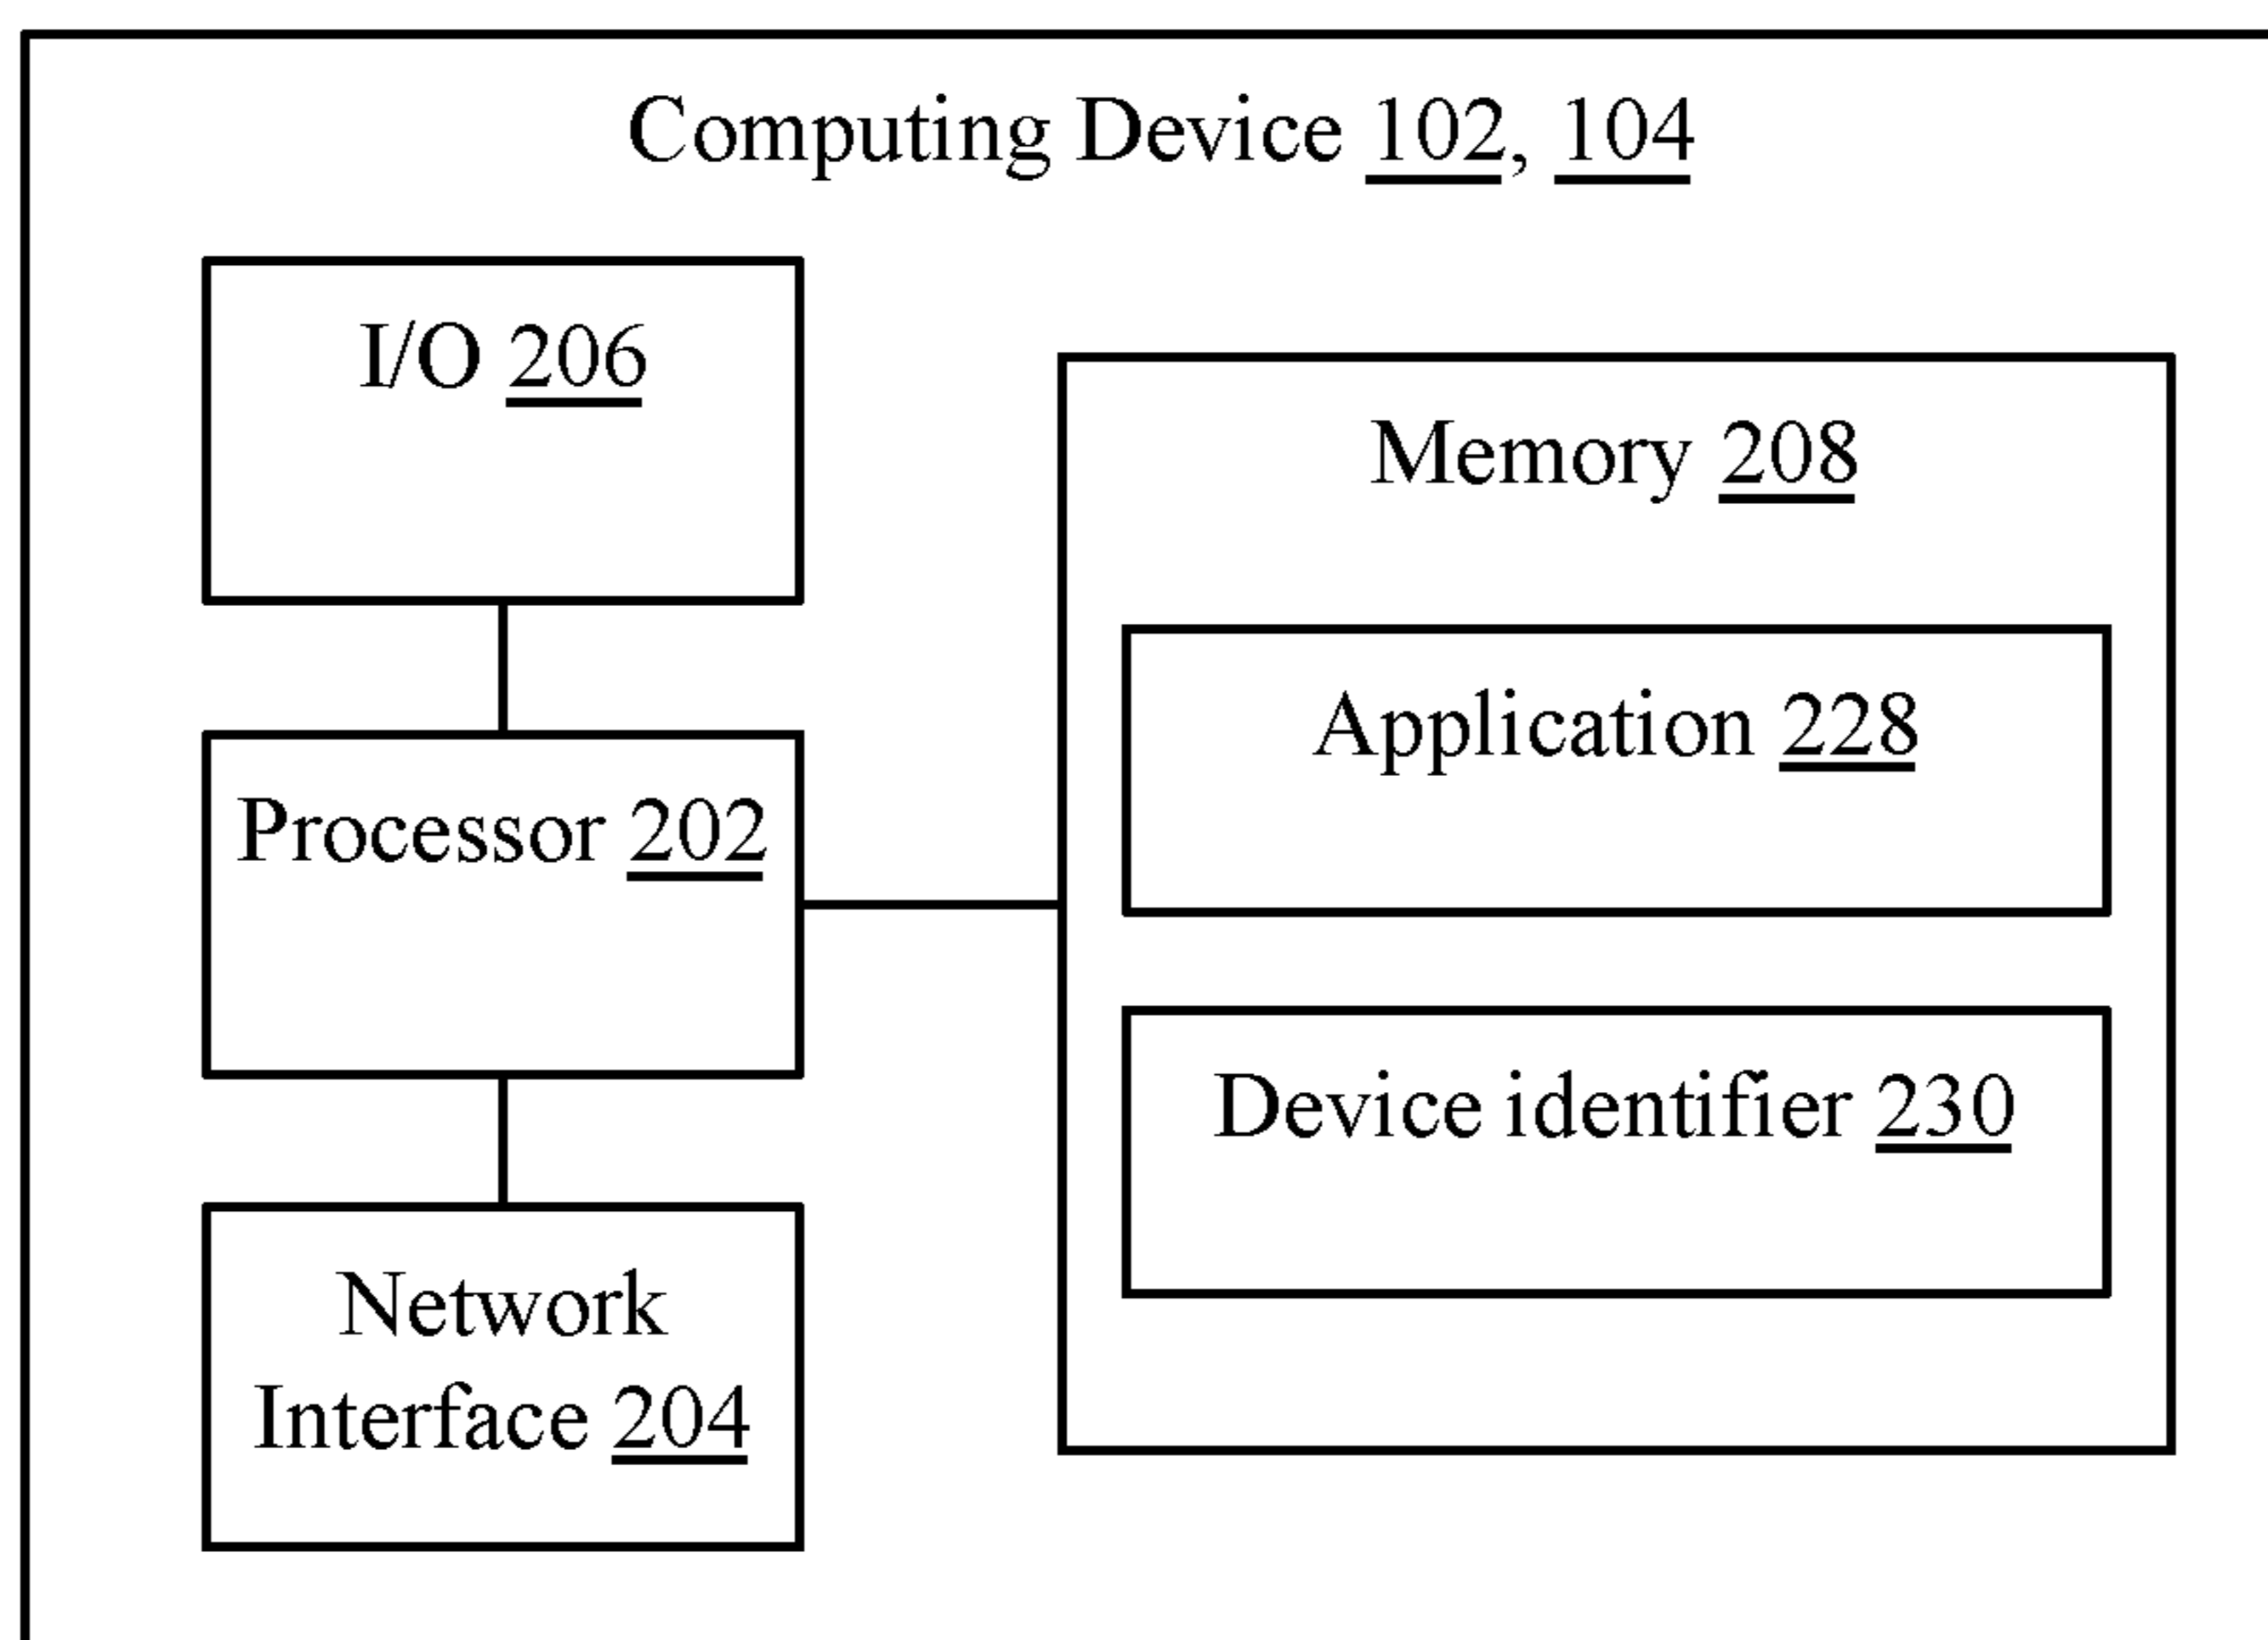 Computing Device 102, 104
I/O 206
Processor 202
Network
Interface 204
Memory 208
Application 228
Device identifier 230